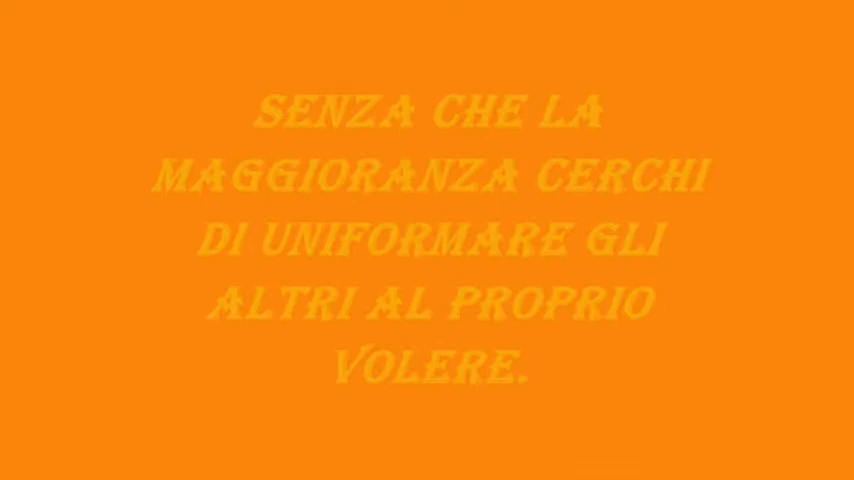 SENZA CHE LA
MAGGIORANZA CERCHI
DI UNIFORMARE GLI
ALTRI AL PROPRIO
VOLERE.